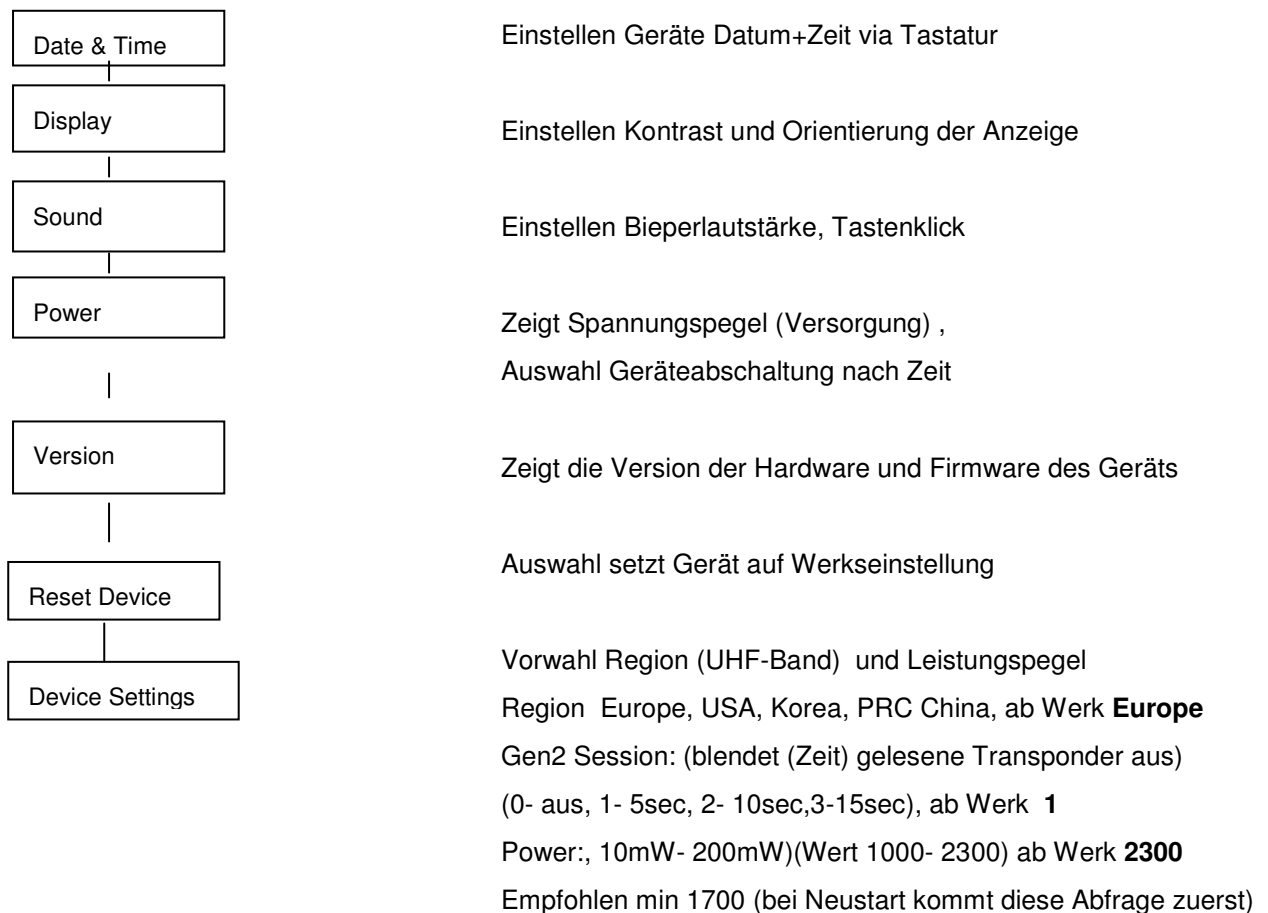 Date & Time
Einstellen Geräte Datum+Zeit via Tastatur
Display
Einstellen Kontrast und Orientierung der Anzeige
Sound
Einstellen Bieperlautstärke, Tastenklick
Power
Zeigt Spannungspegel (Versorgung) ,
Auswahl Geräteabschaltung nach Zeit
Version
Zeigt die Version der Hardware und Firmware des Geräts
Reset Device
Auswahl setzt Gerät auf Werkseinstellung
Device Settings
Vorwahl Region (UHF-Band)  und Leistungspegel
Region  Europe, USA, Korea, PRC China, ab Werk Europe
Gen2 Session: (blendet (Zeit) gelesene Transponder aus)
(0- aus, 1- 5sec, 2- 10sec,3-15sec), ab Werk  1
Power:, 10mW- 200mW)(Wert 1000- 2300) ab Werk 2300
Empfohlen min 1700 (bei Neustart kommt diese Abfrage zuerst)